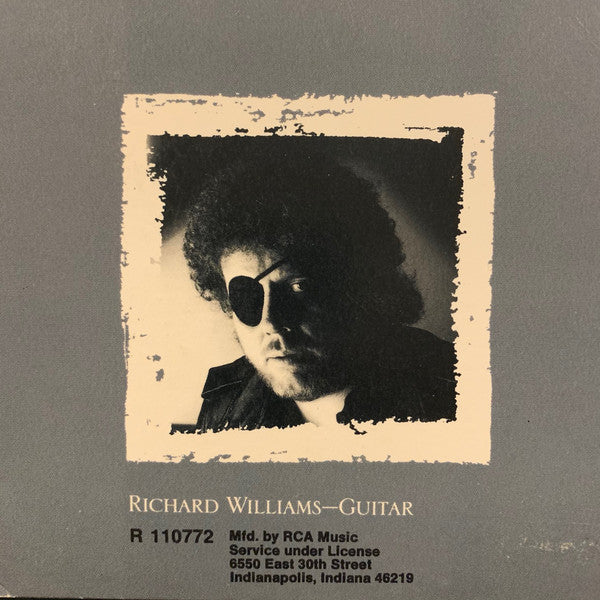 RICHARD WILLIAMS—GUITAR
R 110772 Mfd. by RCA Music
Service under License
6550 East 30th Street
Indianapolis, Indiana 46219